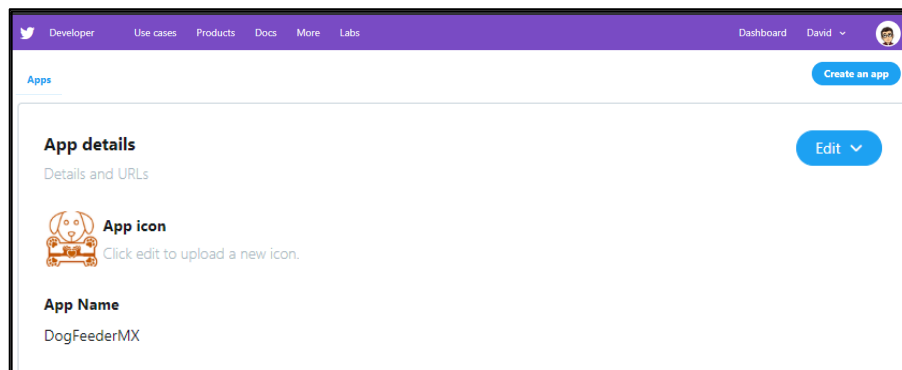 Developer Use cases Products Docs More Labs Dashboard David
Apps Create an app
App details Edit
Details and URLs
App icon
Click edit to upload a new icon.
App Name
DogFeederMX